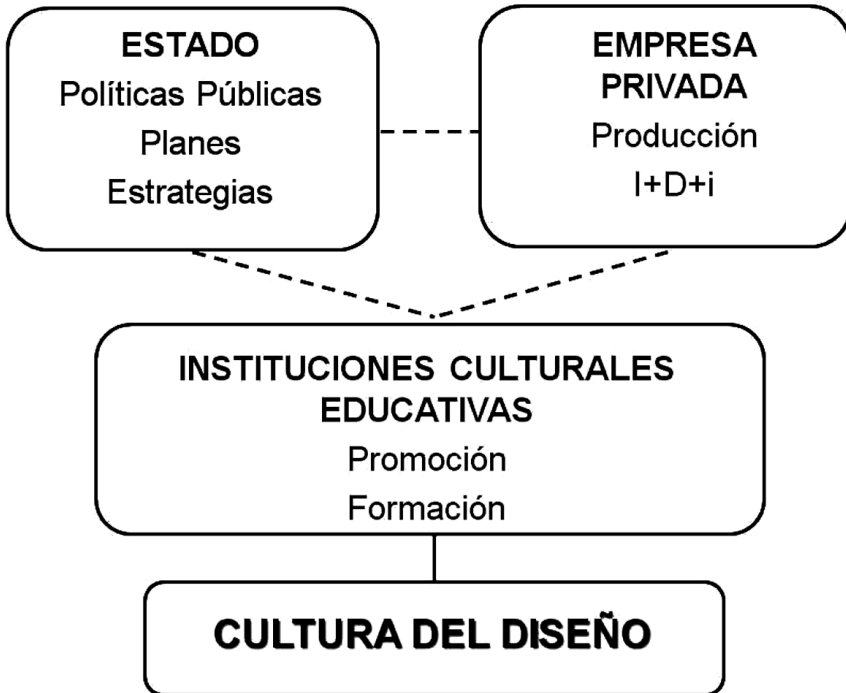 ESTADO
Políticas Públicas
Planes
Estrategias
EMPRESA
PRIVADA
Producción
I+D+i
INSTITUCIONES CULTURALES
EDUCATIVAS
Promoción
Formación
CULTURA DEL DISEÑO